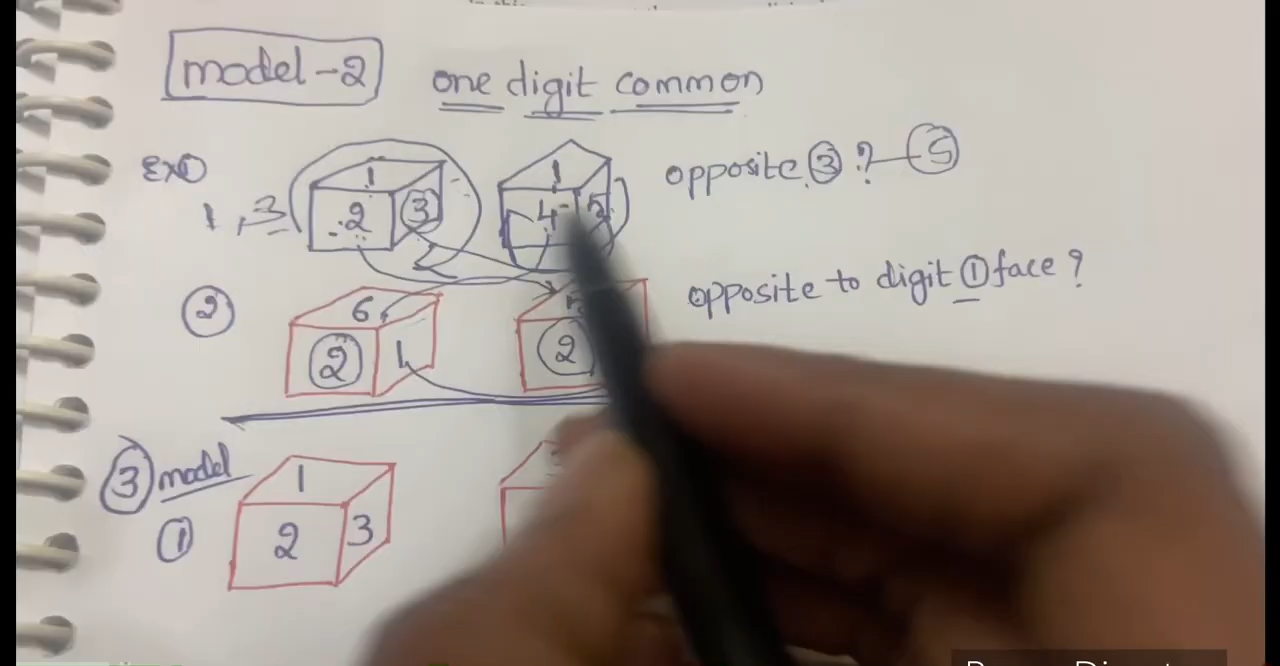 model-2
one digit common
Ex①
1
2
③
1
4
5
opposite ③ ? — ⑤
1, 3
②
6
②
1
②
opposite to digit ① face ?
③ model
①
1
2
3